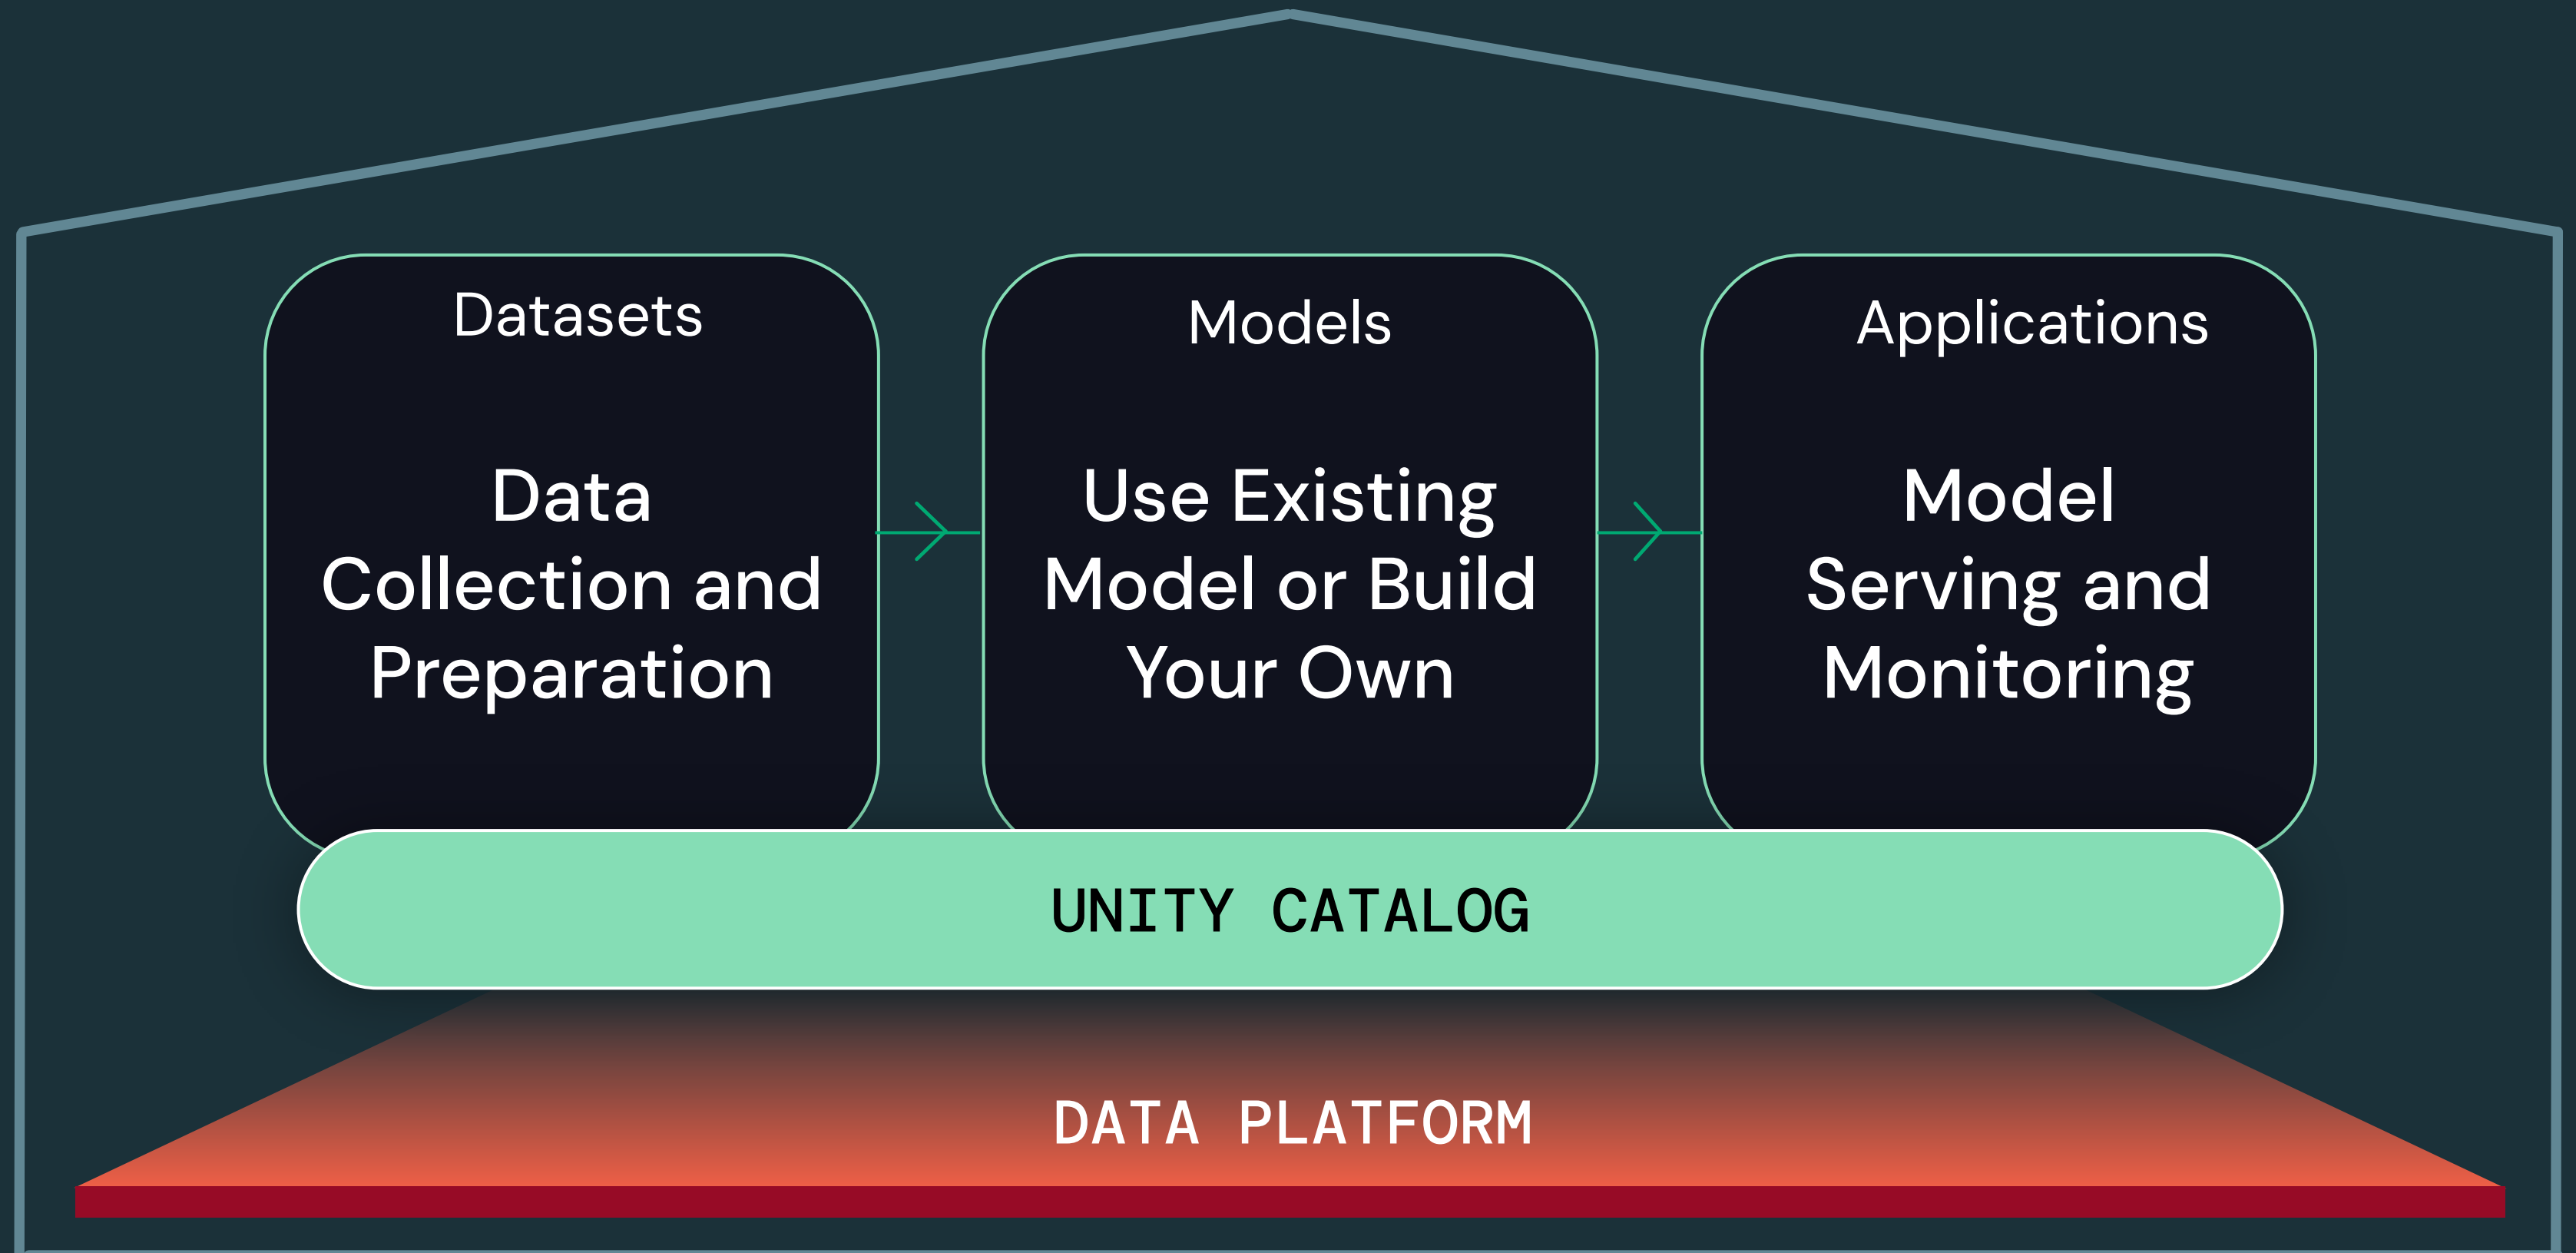 Datasets
Data
Collection and
Preparation
Models
Use Existing
Model or Build
Your Own
Applications
Model
Serving and
Monitoring
UNITY CATALOG
DATA PLATFORM